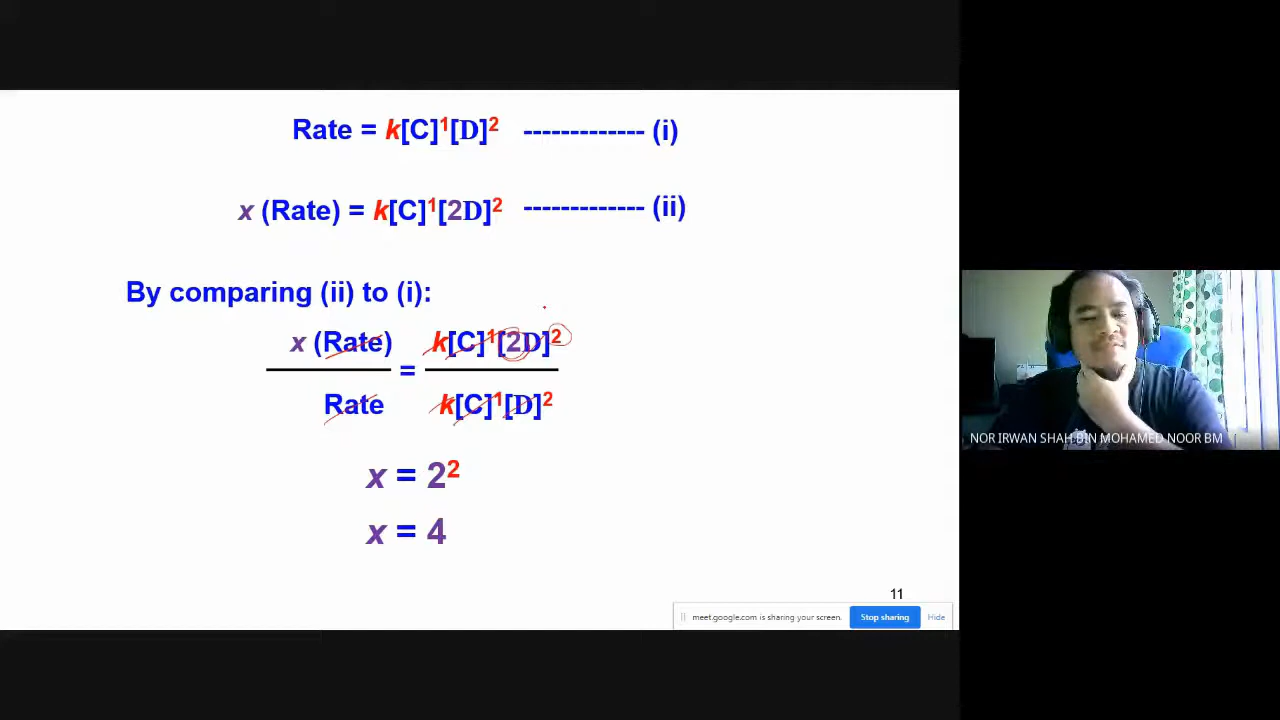 Rate = k[C]¹[D]² ------------- (i)
x (Rate) = k[C]¹[2D]² ------------- (ii)
By comparing (ii) to (i):
x (Rate) = k[C]¹[2D]²
Rate k[C]¹[D]²
x = 2²
x = 4
11
meet.google.com is sharing your screen.
Stop sharing
Hide
NOR IRWAN SHAH BIN MOHAMED NOOR BM